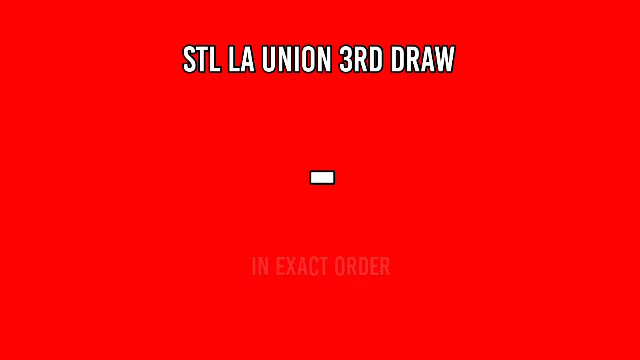 STL LA UNION 3RD DRAW
-
IN EXACT ORDER